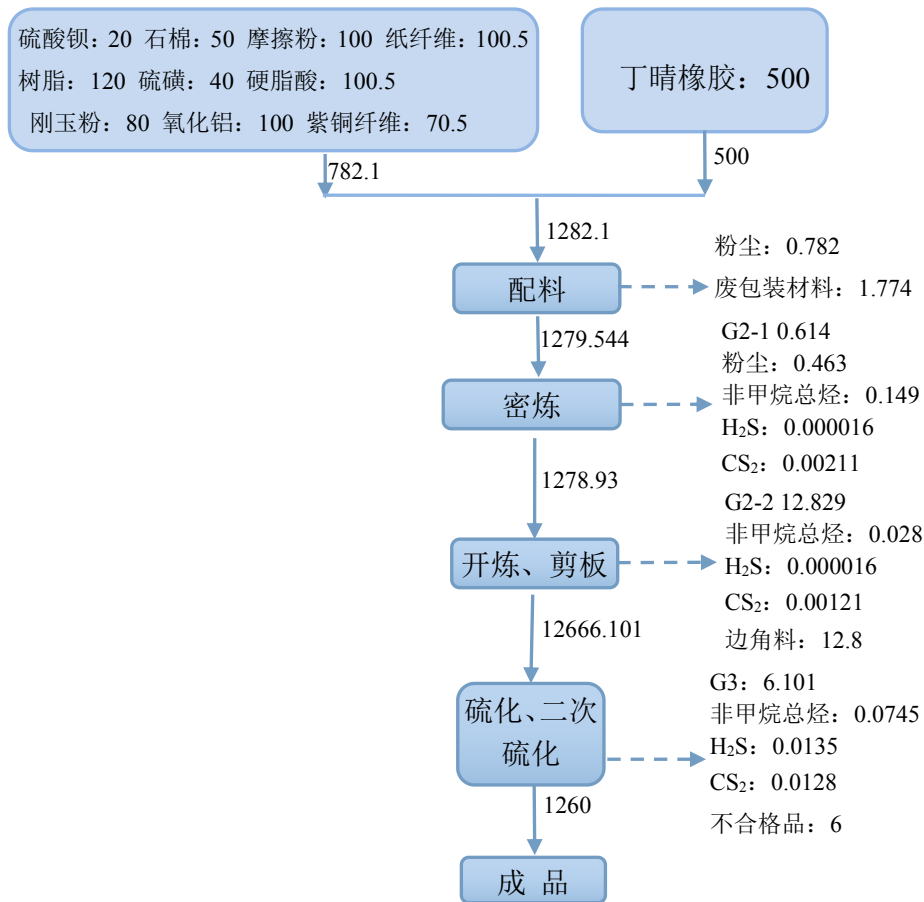 硫酸钡：20 石棉：50 摩擦粉：100 纸纤维：100.5
树脂：120 硫磺：40 硬脂酸：100.5
刚玉粉：80 氧化铝：100 紫铜纤维：70.5
丁晴橡胶：500
782.1
500
1282.1
配料
粉尘：0.782
废包装材料：1.774
1279.544
密炼
G2-1 0.614
粉尘：0.463
非甲烷总烃：0.149
H₂S：0.000016
CS₂：0.00211
1278.93
开炼、剪板
G2-2 12.829
非甲烷总烃：0.028
H₂S：0.000016
CS₂：0.00121
边角料：12.8
12666.101
硫化、二次
硫化
G3：6.101
非甲烷总烃：0.0745
H₂S：0.0135
CS₂：0.0128
不合格品：6
1260
成 品